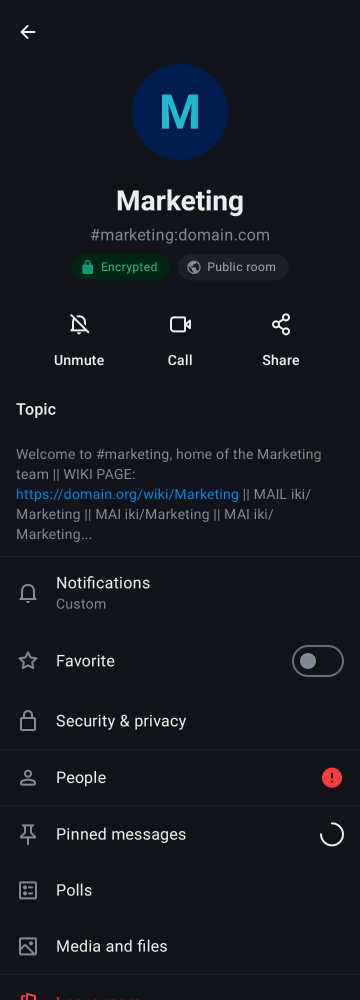 M
Marketing
#marketing:domain.com
Encrypted
Public room
Unmute
Call
Share
Topic
Welcome to #marketing, home of the Marketing
team || WIKI PAGE:
https://domain.org/wiki/Marketing || MAIL iki/
Marketing || MAI iki/Marketing || MAI iki/
Marketing...
Notifications
Custom
Favorite
Security & privacy
People
Pinned messages
Polls
Media and files